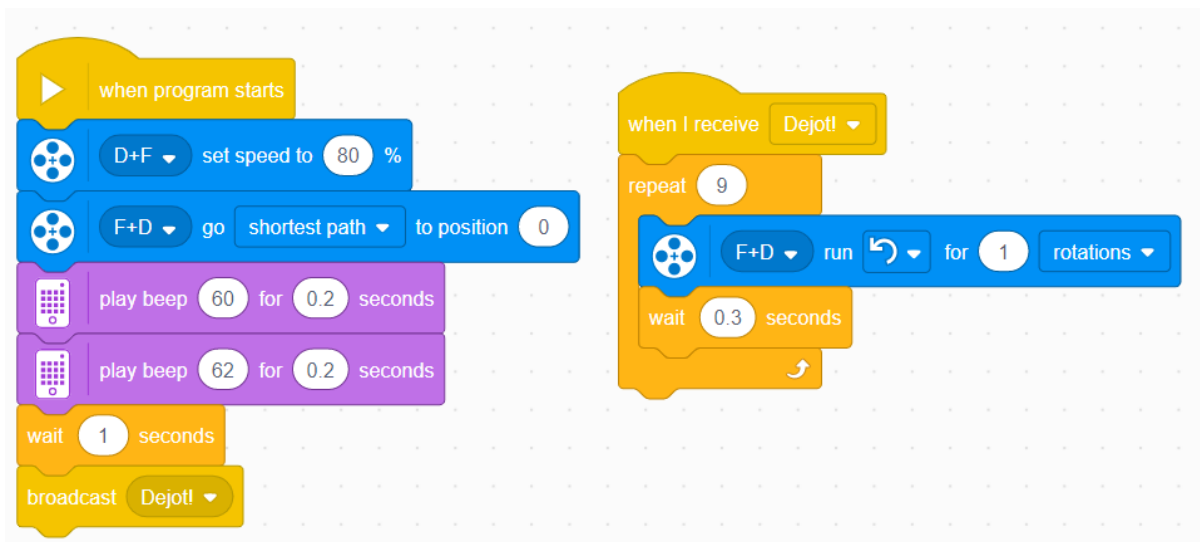 when program starts
D+F set speed to 80 %
F+D go shortest path to position 0
play beep 60 for 0.2 seconds
play beep 62 for 0.2 seconds
wait 1 seconds
broadcast Dejot!
when I receive Dejot!
repeat 9
F+D run for 1 rotations
wait 0.3 seconds